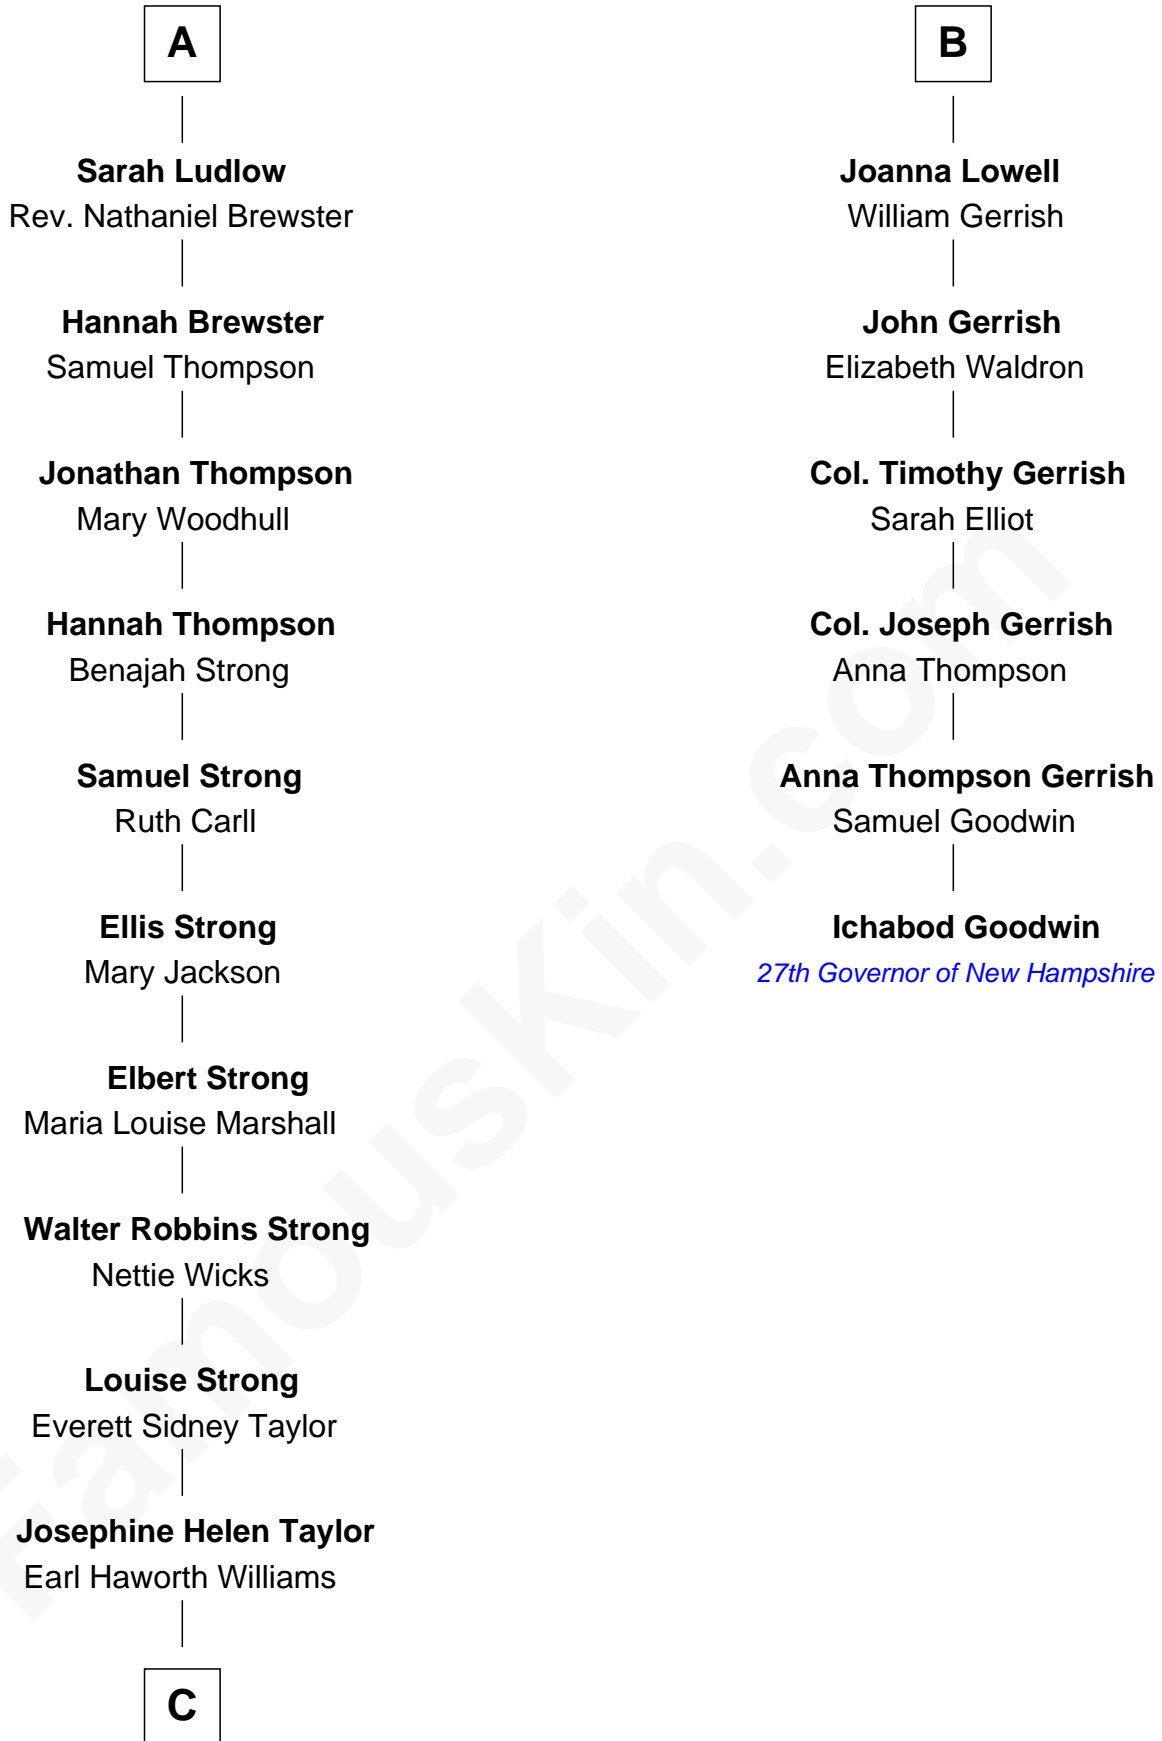 A
Sarah Ludlow
Rev. Nathaniel Brewster
Hannah Brewster
Samuel Thompson
Jonathan Thompson
Mary Woodhull
Hannah Thompson
Benajah Strong
Samuel Strong
Ruth Carll
Ellis Strong
Mary Jackson
Elbert Strong
Maria Louise Marshall
Walter Robbins Strong
Nettie Wicks
Louise Strong
Everett Sidney Taylor
Josephine Helen Taylor
Earl Haworth Williams
C
B
Joanna Lowell
William Gerrish
John Gerrish
Elizabeth Waldron
Col. Timothy Gerrish
Sarah Elliot
Col. Joseph Gerrish
Anna Thompson
Anna Thompson Gerrish
Samuel Goodwin
Ichabod Goodwin
27th Governor of New Hampshire
FamousKin.com